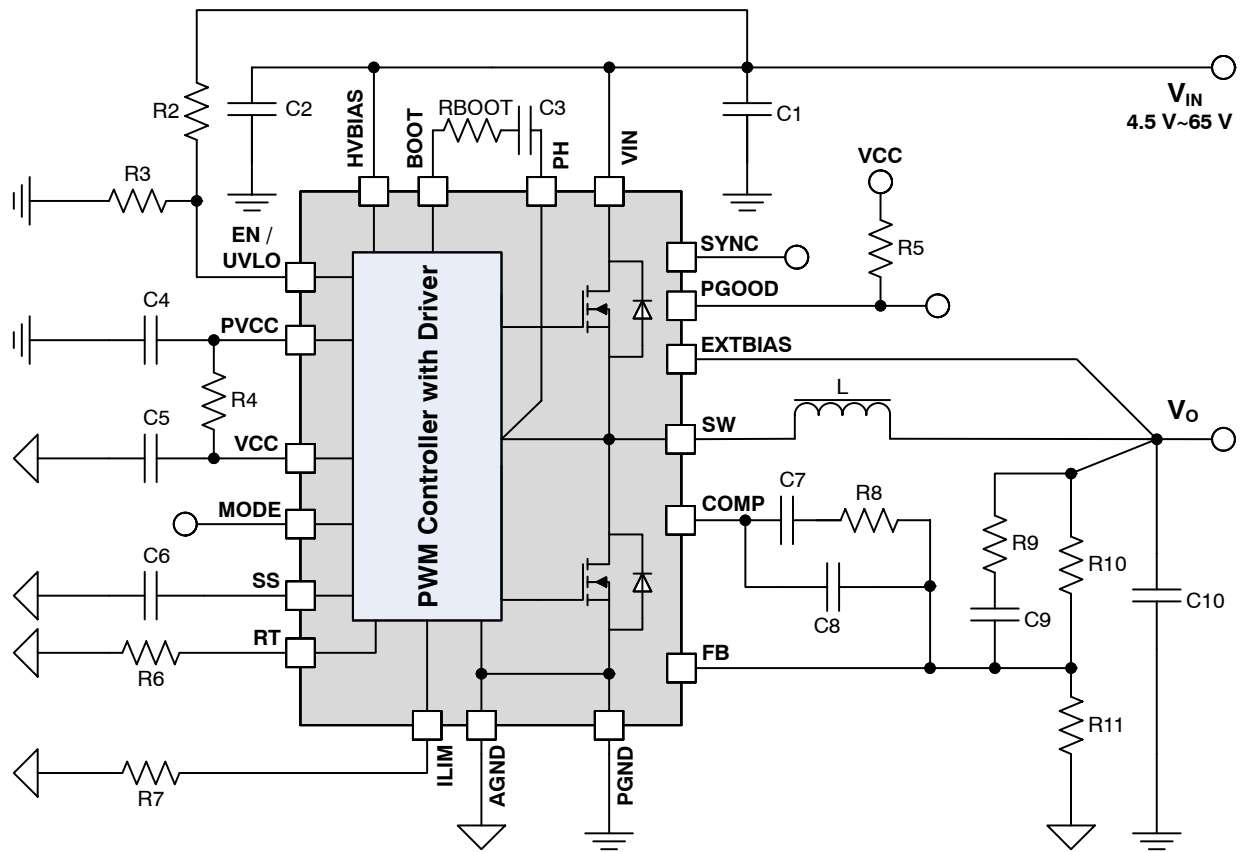 R2
C2
HVBIAS
BOOT
RBOOT
C3
PH
VIN
C1
V_IN
4.5 V~65 V
R3
VCC
EN /
UVLO
SYNC
R5
PGOOD
C4
PVCC
EXTBIAS
PWM Controller with Driver
R4
L
V_O
C5
VCC
SW
MODE
COMP
C7
R8
C6
SS
C8
R9
R10
C9
C10
RT
R6
FB
R11
R7
ILIM
AGND
PGND